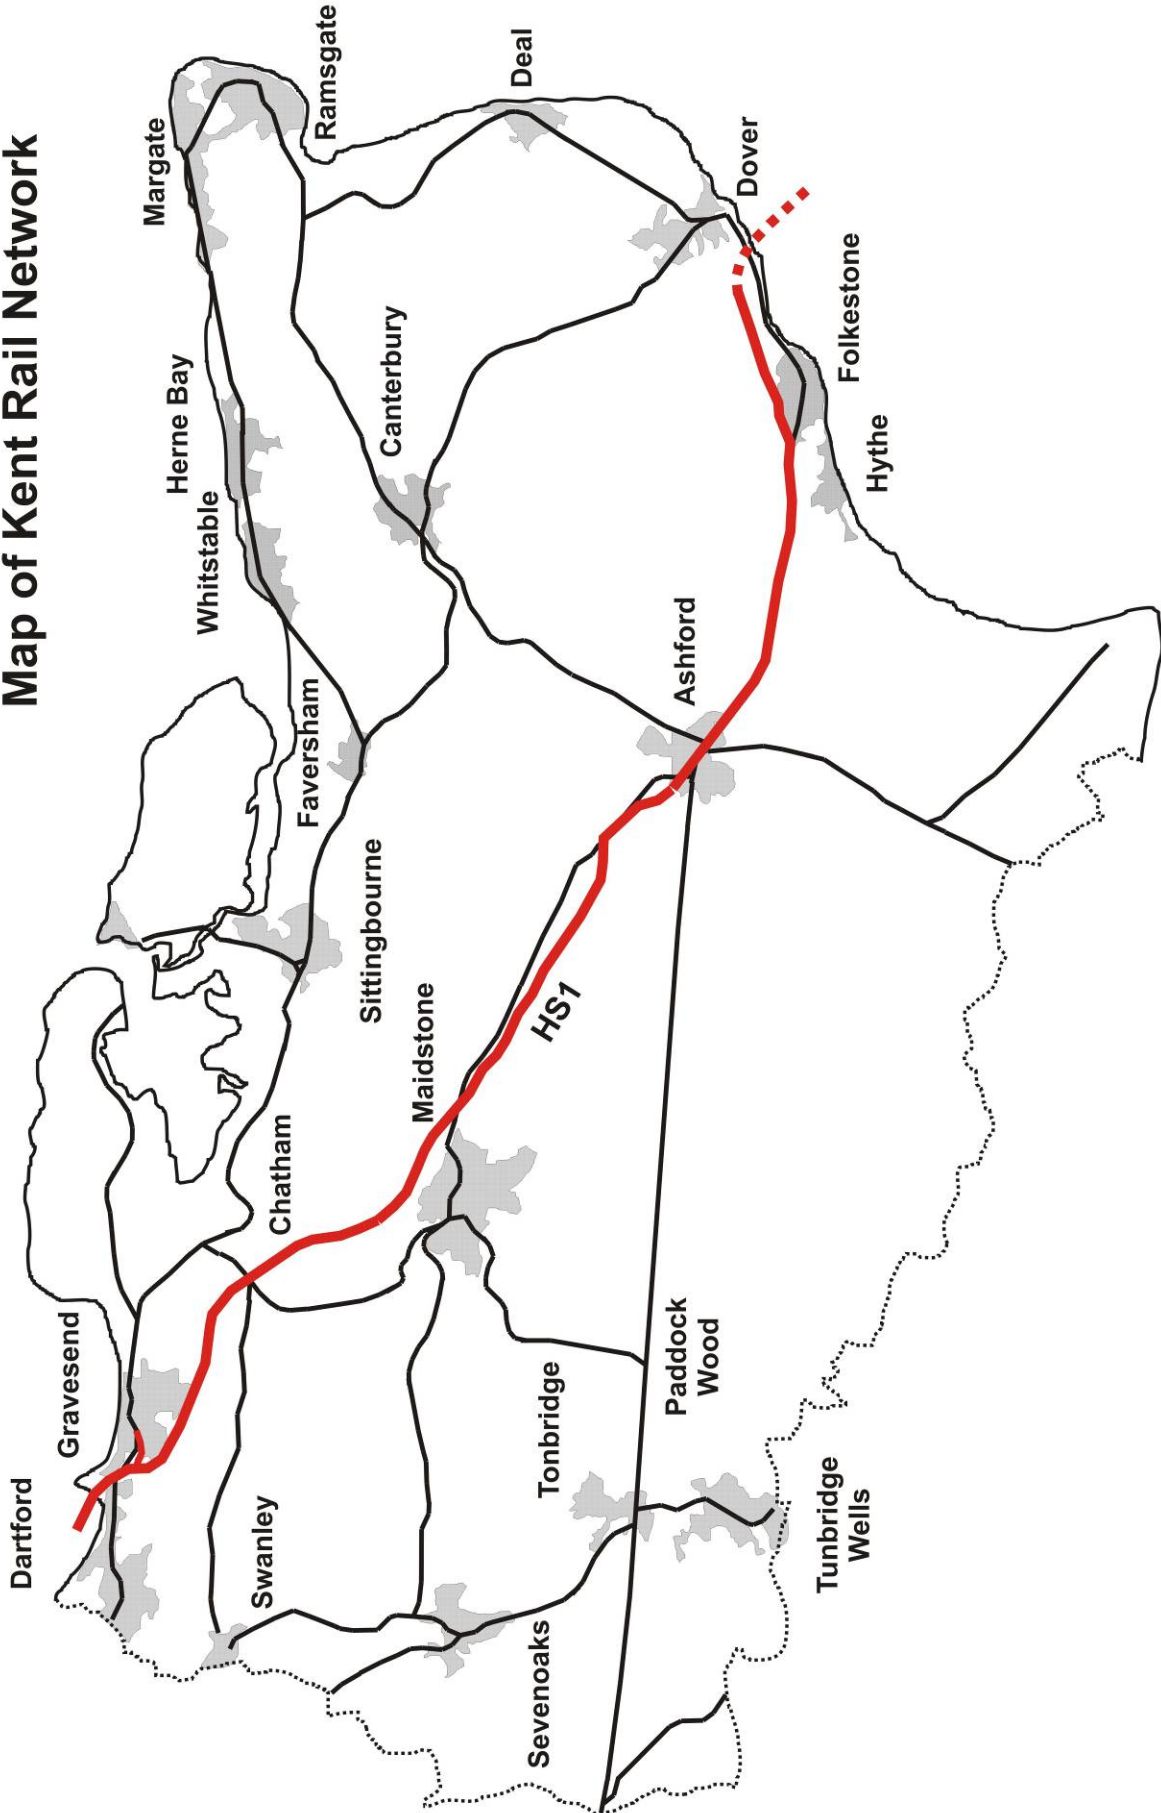 Map of Kent Rail Network
Dartford
Gravesend
Margate
Ramsgate
Herne Bay
Whitstable
Faversham
Canterbury
Deal
Swanley
Chatham
Sittingbourne
Maidstone
HS1
Dover
Ashford
Sevenoaks
Tonbridge
Paddock
Wood
Folkestone
Hythe
Tunbridge
Wells